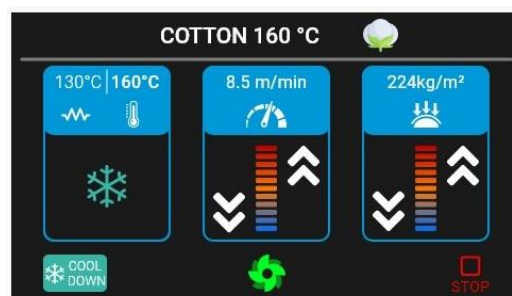 COTTON 160 °C
130°C|160°C
8.5 m/min
224kg/m²
COOL
DOWN
STOP